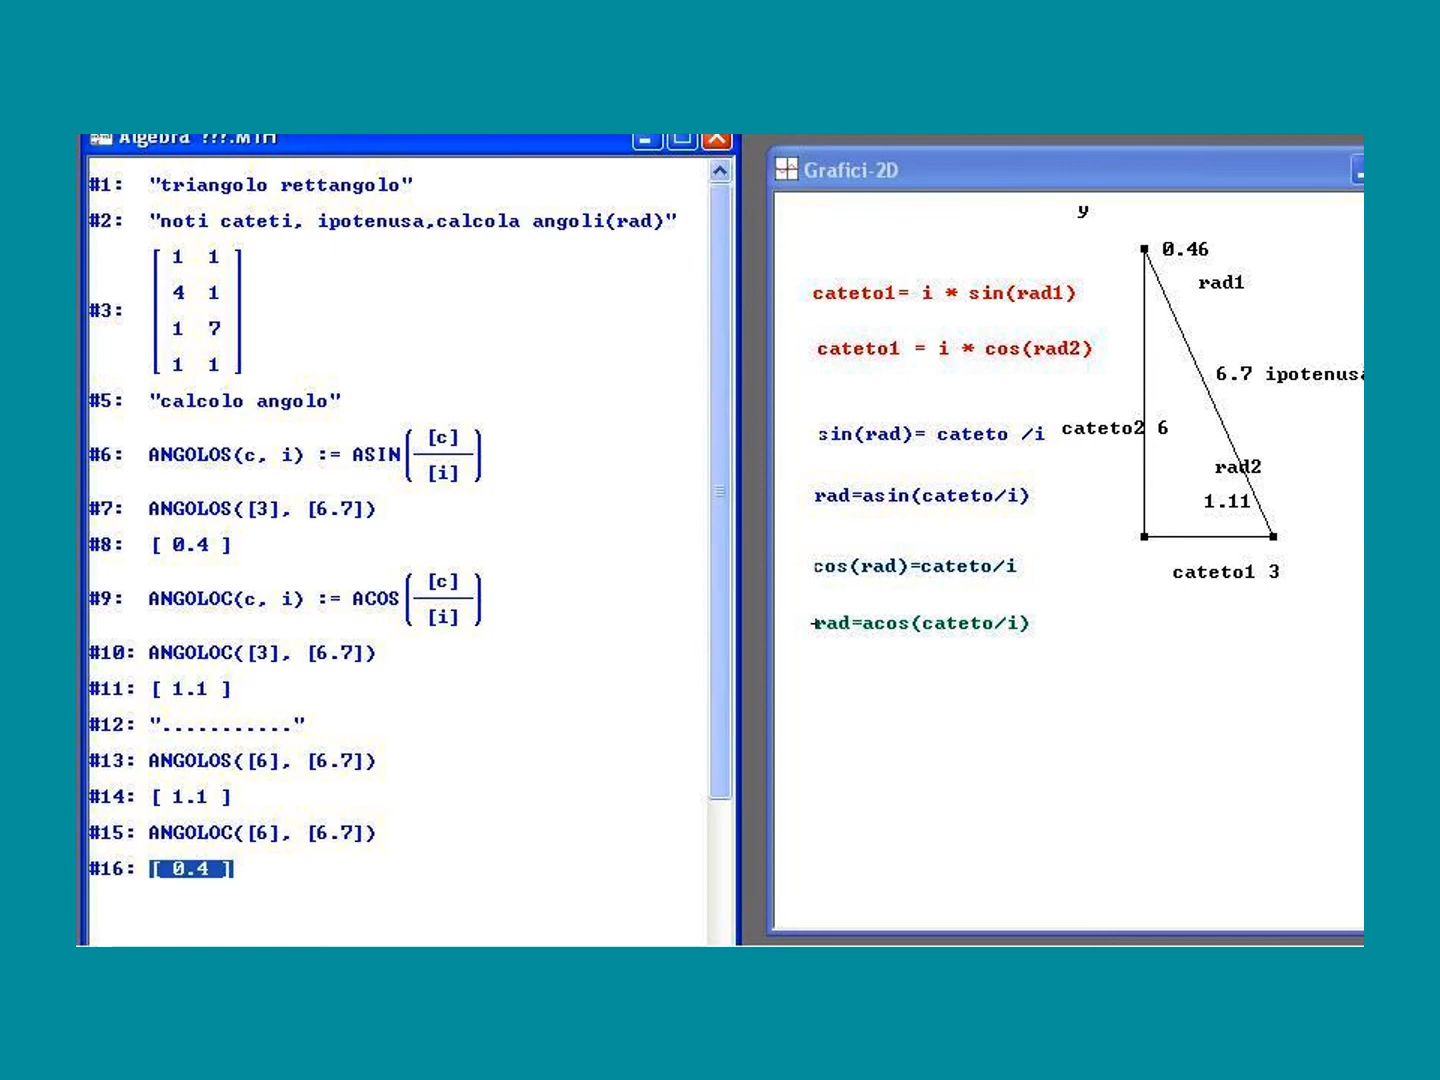 Algebra ???.MTH
#1: "triangolo rettangolo"
#2: "noti cateti, ipotenusa,calcola angoli(rad)"
#3:
1 1
4 1
1 7
1 1
#5: "calcolo angolo"
#6: ANGOLOS(c, i) := ASIN([c]/[i])
#7: ANGOLOS([3], [6.7])
#8: [ 0.4 ]
#9: ANGOLOC(c, i) := ACOS([c]/[i])
#10: ANGOLOC([3], [6.7])
#11: [ 1.1 ]
#12: "..........."
#13: ANGOLOS([6], [6.7])
#14: [ 1.1 ]
#15: ANGOLOC([6], [6.7])
#16: [ 0.4 ]
Grafici-2D
y
0.46
rad1
cateto1= i * sin(rad1)
cateto1 = i * cos(rad2)
6.7 ipotenusa
sin(rad)= cateto /i
cateto2 6
rad2
rad=asin(cateto/i)
1.11
cos(rad)=cateto/i
cateto1 3
rad=acos(cateto/i)